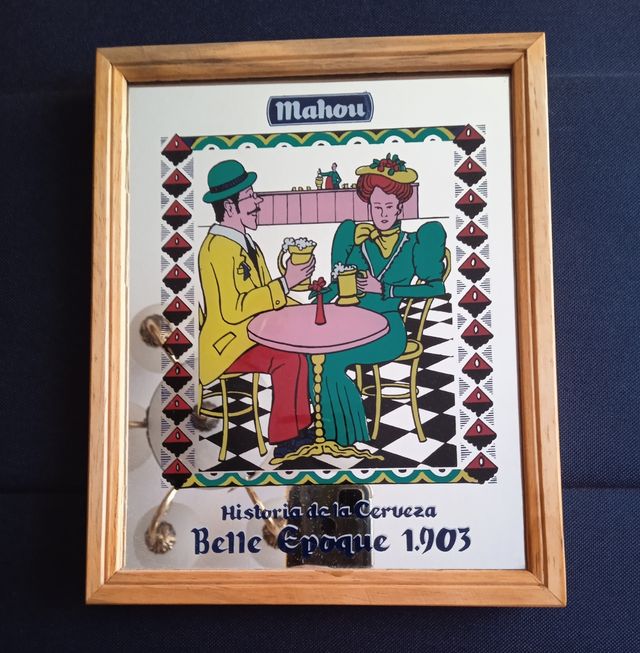 Mahou
Historia de la Cerveza
Belle Epoque 1.903